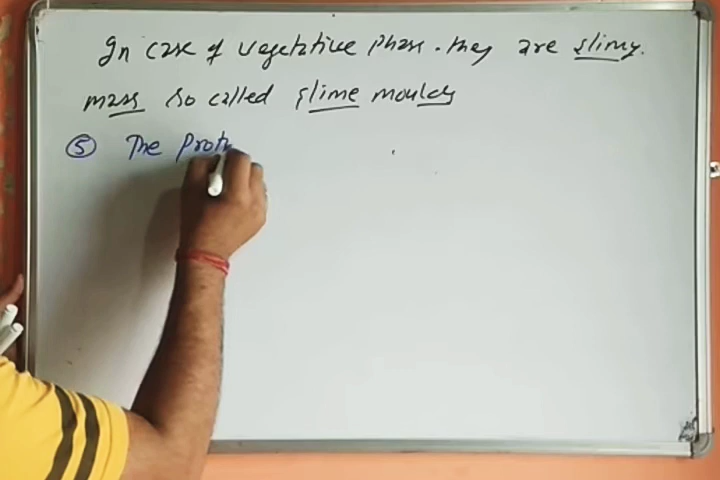 In case of vegetative phase. they are slimy.
mass so called slime moulds
⑤ The Prot